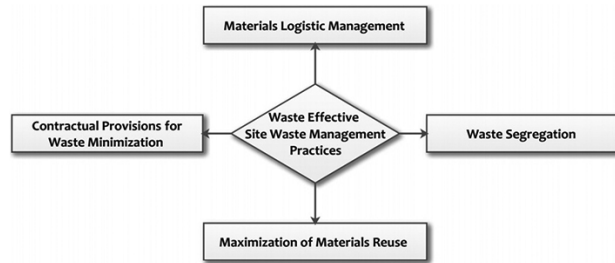 Materials Logistic Management
Contractual Provisions for
Waste Minimization
Waste Effective
Site Waste Management
Practices
Waste Segregation
Maximization of Materials Reuse